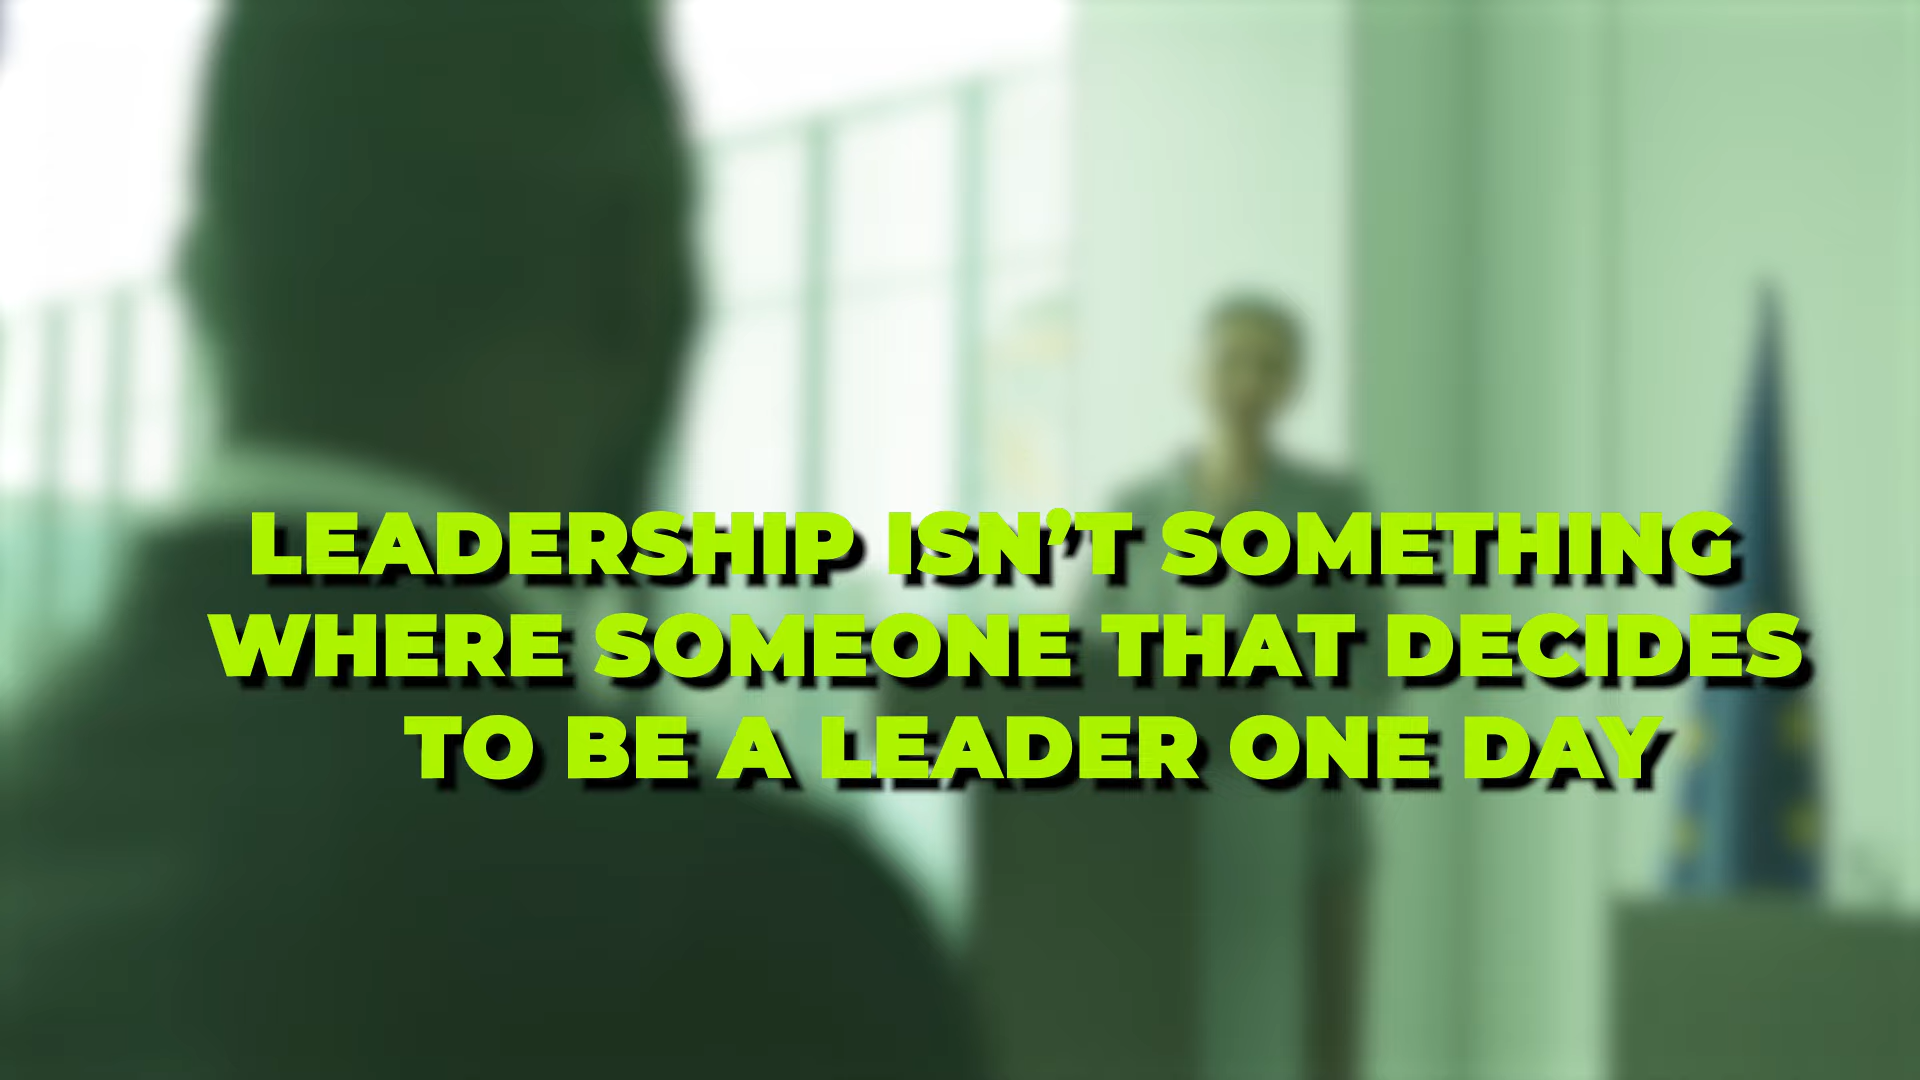 LEADERSHIP ISN’T SOMETHING
WHERE SOMEONE THAT DECIDES
TO BE A LEADER ONE DAY